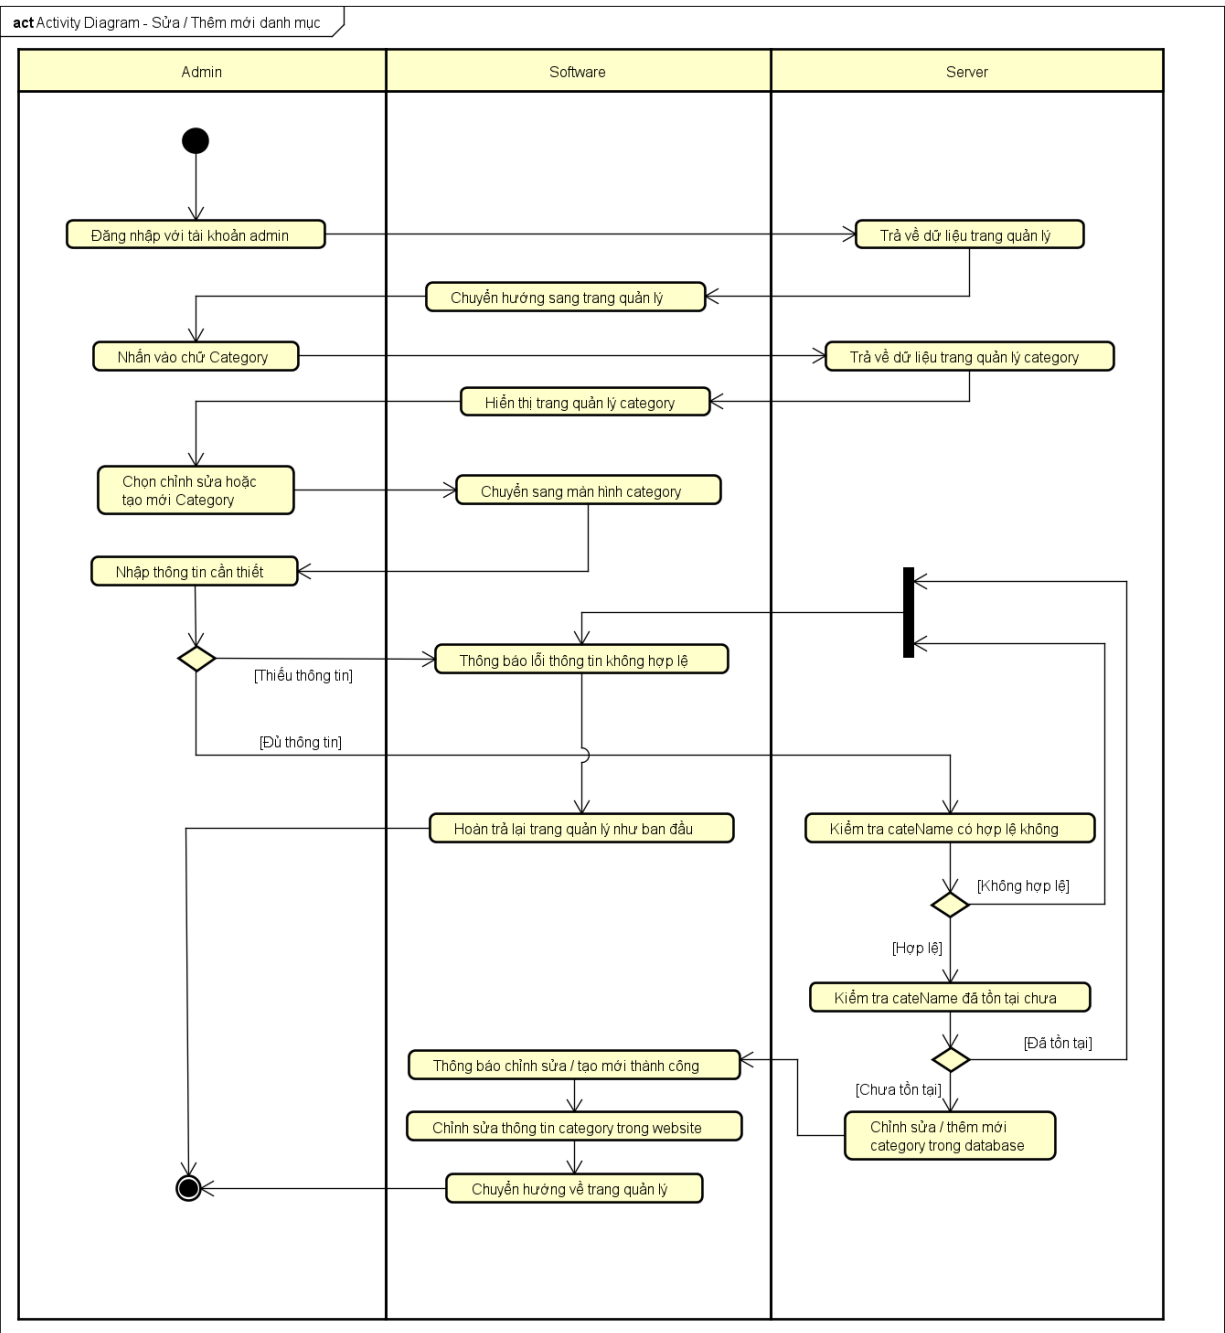 act Activity Diagram - Sửa / Thêm mới danh mục
Admin
Software
Server
Đăng nhập với tài khoản admin
Trả về dữ liệu trang quản lý
Chuyển hướng sang trang quản lý
Nhấn vào chữ Category
Trả về dữ liệu trang quản lý category
Hiển thị trang quản lý category
Chọn chỉnh sửa hoặc
tạo mới Category
Chuyển sang màn hình category
Nhập thông tin cần thiết
Thông báo lỗi thông tin không hợp lệ
[Thiếu thông tin]
[Đủ thông tin]
Hoàn trả lại trang quản lý như ban đầu
Kiểm tra cateName có hợp lệ không
[Không hợp lệ]
[Hợp lệ]
Kiểm tra cateName đã tồn tại chưa
[Đã tồn tại]
Thông báo chỉnh sửa / tạo mới thành công
[Chưa tồn tại]
Chỉnh sửa thông tin category trong website
Chỉnh sửa / thêm mới
category trong database
Chuyển hướng về trang quản lý